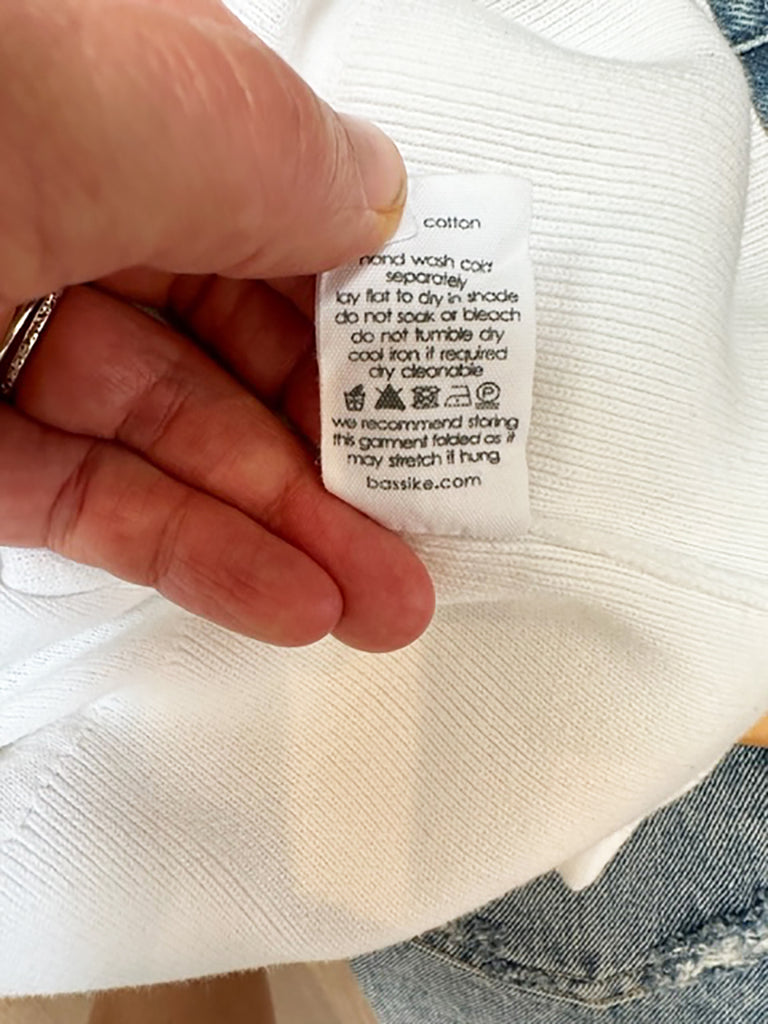 cotton
hand wash cold
separately
lay flat to dry in shade
do not soak or bleach
do not tumble dry
cool iron if required
dry cleanable
P
we recommend storing
this garment folded as it
may stretch if hung
bassike.com